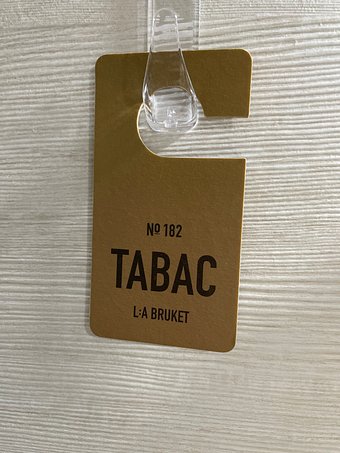 Nº 182
TABAC
L:A BRUKET